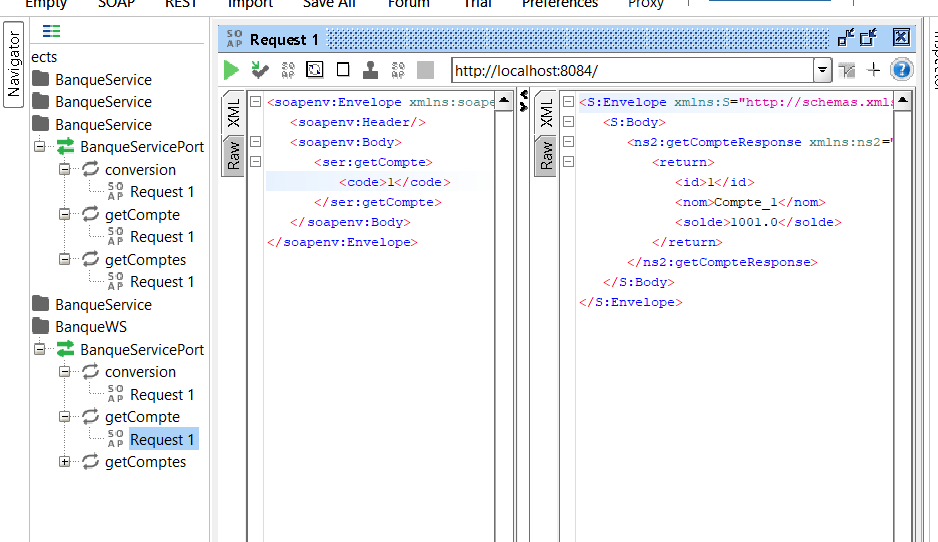 Empty SOAP REST Import Save All Forum Trial Preferences Proxy
Navigator
ects
BanqueService
BanqueService
BanqueService
BanqueServicePort
conversion
SOAP Request 1
getCompte
SOAP Request 1
getComptes
SOAP Request 1
BanqueService
BanqueWS
BanqueServicePort
conversion
SOAP Request 1
getCompte
SOAP Request 1
getComptes
SOAP Request 1
http://localhost:8084/
XML
Raw
<soapenv:Envelope xmlns:soape
<soapenv:Header/>
<soapenv:Body>
<ser:getCompte>
<code>1</code>
</ser:getCompte>
</soapenv:Body>
</soapenv:Envelope>
XML
Raw
<S:Envelope xmlns:S="http://schemas.xmls
<S:Body>
<ns2:getCompteResponse xmlns:ns2="
<return>
<id>1</id>
<nom>Compte_1</nom>
<solde>1001.0</solde>
</return>
</ns2:getCompteResponse>
</S:Body>
</S:Envelope>